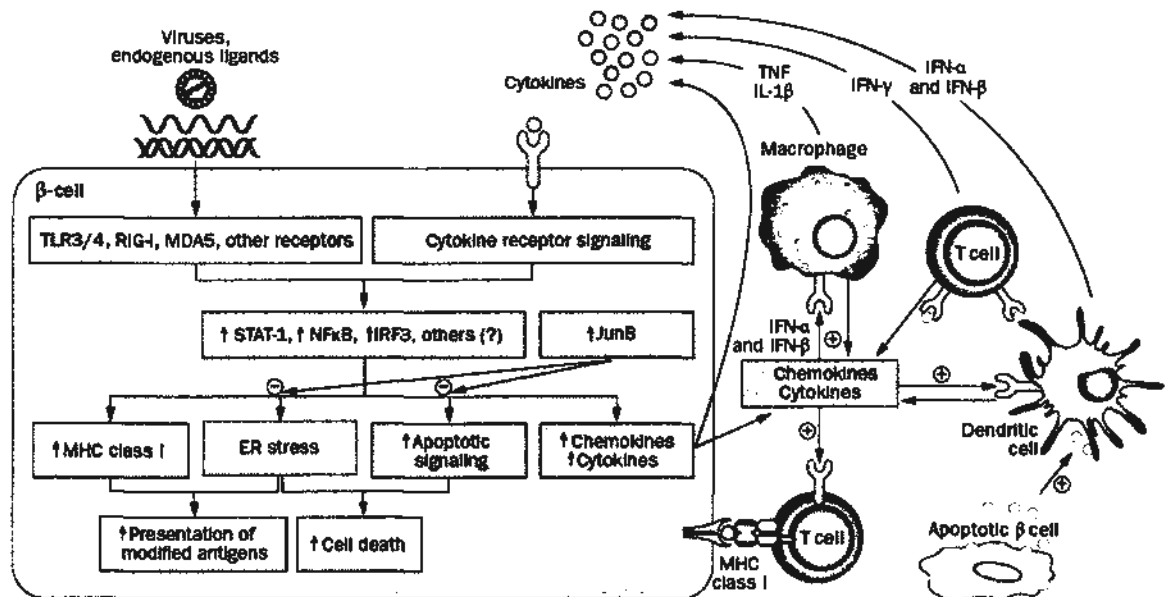 Viruses,
endogenous ligands
Cytokines
TNF
IL-1β
IFN-γ
IFN-α
and IFN-β
Macrophage
β-cell
TLR3/4, RIG-I, MDA5, other receptors
Cytokine receptor signaling
T cell
↑ STAT-1, ↑ NFκB, ↑IRF3, others (?)
↑JunB
IFN-α
and IFN-β
+
Chemokines
Cytokines
+
−
−
+
↑MHC class I
ER stress
↑Apoptotic
signaling
↑Chemokines
↑Cytokines
Dendritic
cell
+
↑Presentation of
modified antigens
↑Cell death
T cell
MHC
class I
Apoptotic β cell